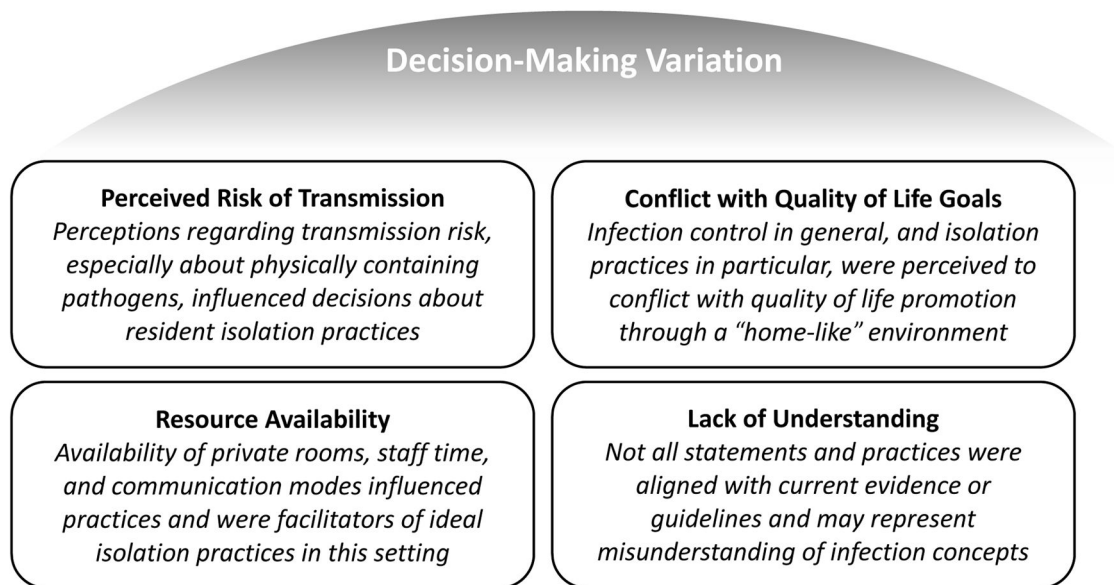 Decision-Making Variation
Perceived Risk of Transmission
Perceptions regarding transmission risk,
especially about physically containing
pathogens, influenced decisions about
resident isolation practices
Conflict with Quality of Life Goals
Infection control in general, and isolation
practices in particular, were perceived to
conflict with quality of life promotion
through a “home-like” environment
Resource Availability
Availability of private rooms, staff time,
and communication modes influenced
practices and were facilitators of ideal
isolation practices in this setting
Lack of Understanding
Not all statements and practices were
aligned with current evidence or
guidelines and may represent
misunderstanding of infection concepts